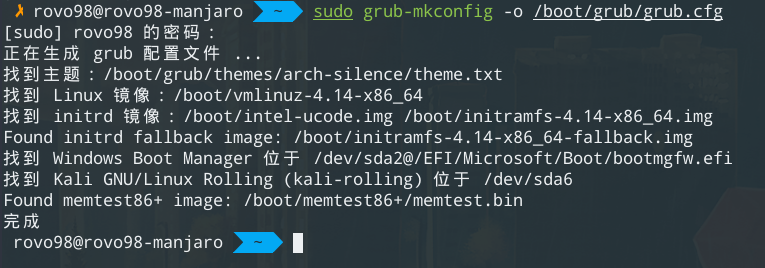 rovo98@rovo98-manjaro ~ sudo grub-mkconfig -o /boot/grub/grub.cfg
[sudo] rovo98 的密码：
正在生成 grub 配置文件 ...
找到主题：/boot/grub/themes/arch-silence/theme.txt
找到 Linux 镜像：/boot/vmlinuz-4.14-x86_64
找到 initrd 镜像：/boot/intel-ucode.img /boot/initramfs-4.14-x86_64.img
Found initrd fallback image: /boot/initramfs-4.14-x86_64-fallback.img
找到 Windows Boot Manager 位于 /dev/sda2@/EFI/Microsoft/Boot/bootmgfw.efi
找到 Kali GNU/Linux Rolling (kali-rolling) 位于 /dev/sda6
Found memtest86+ image: /boot/memtest86+/memtest.bin
完成
rovo98@rovo98-manjaro ~